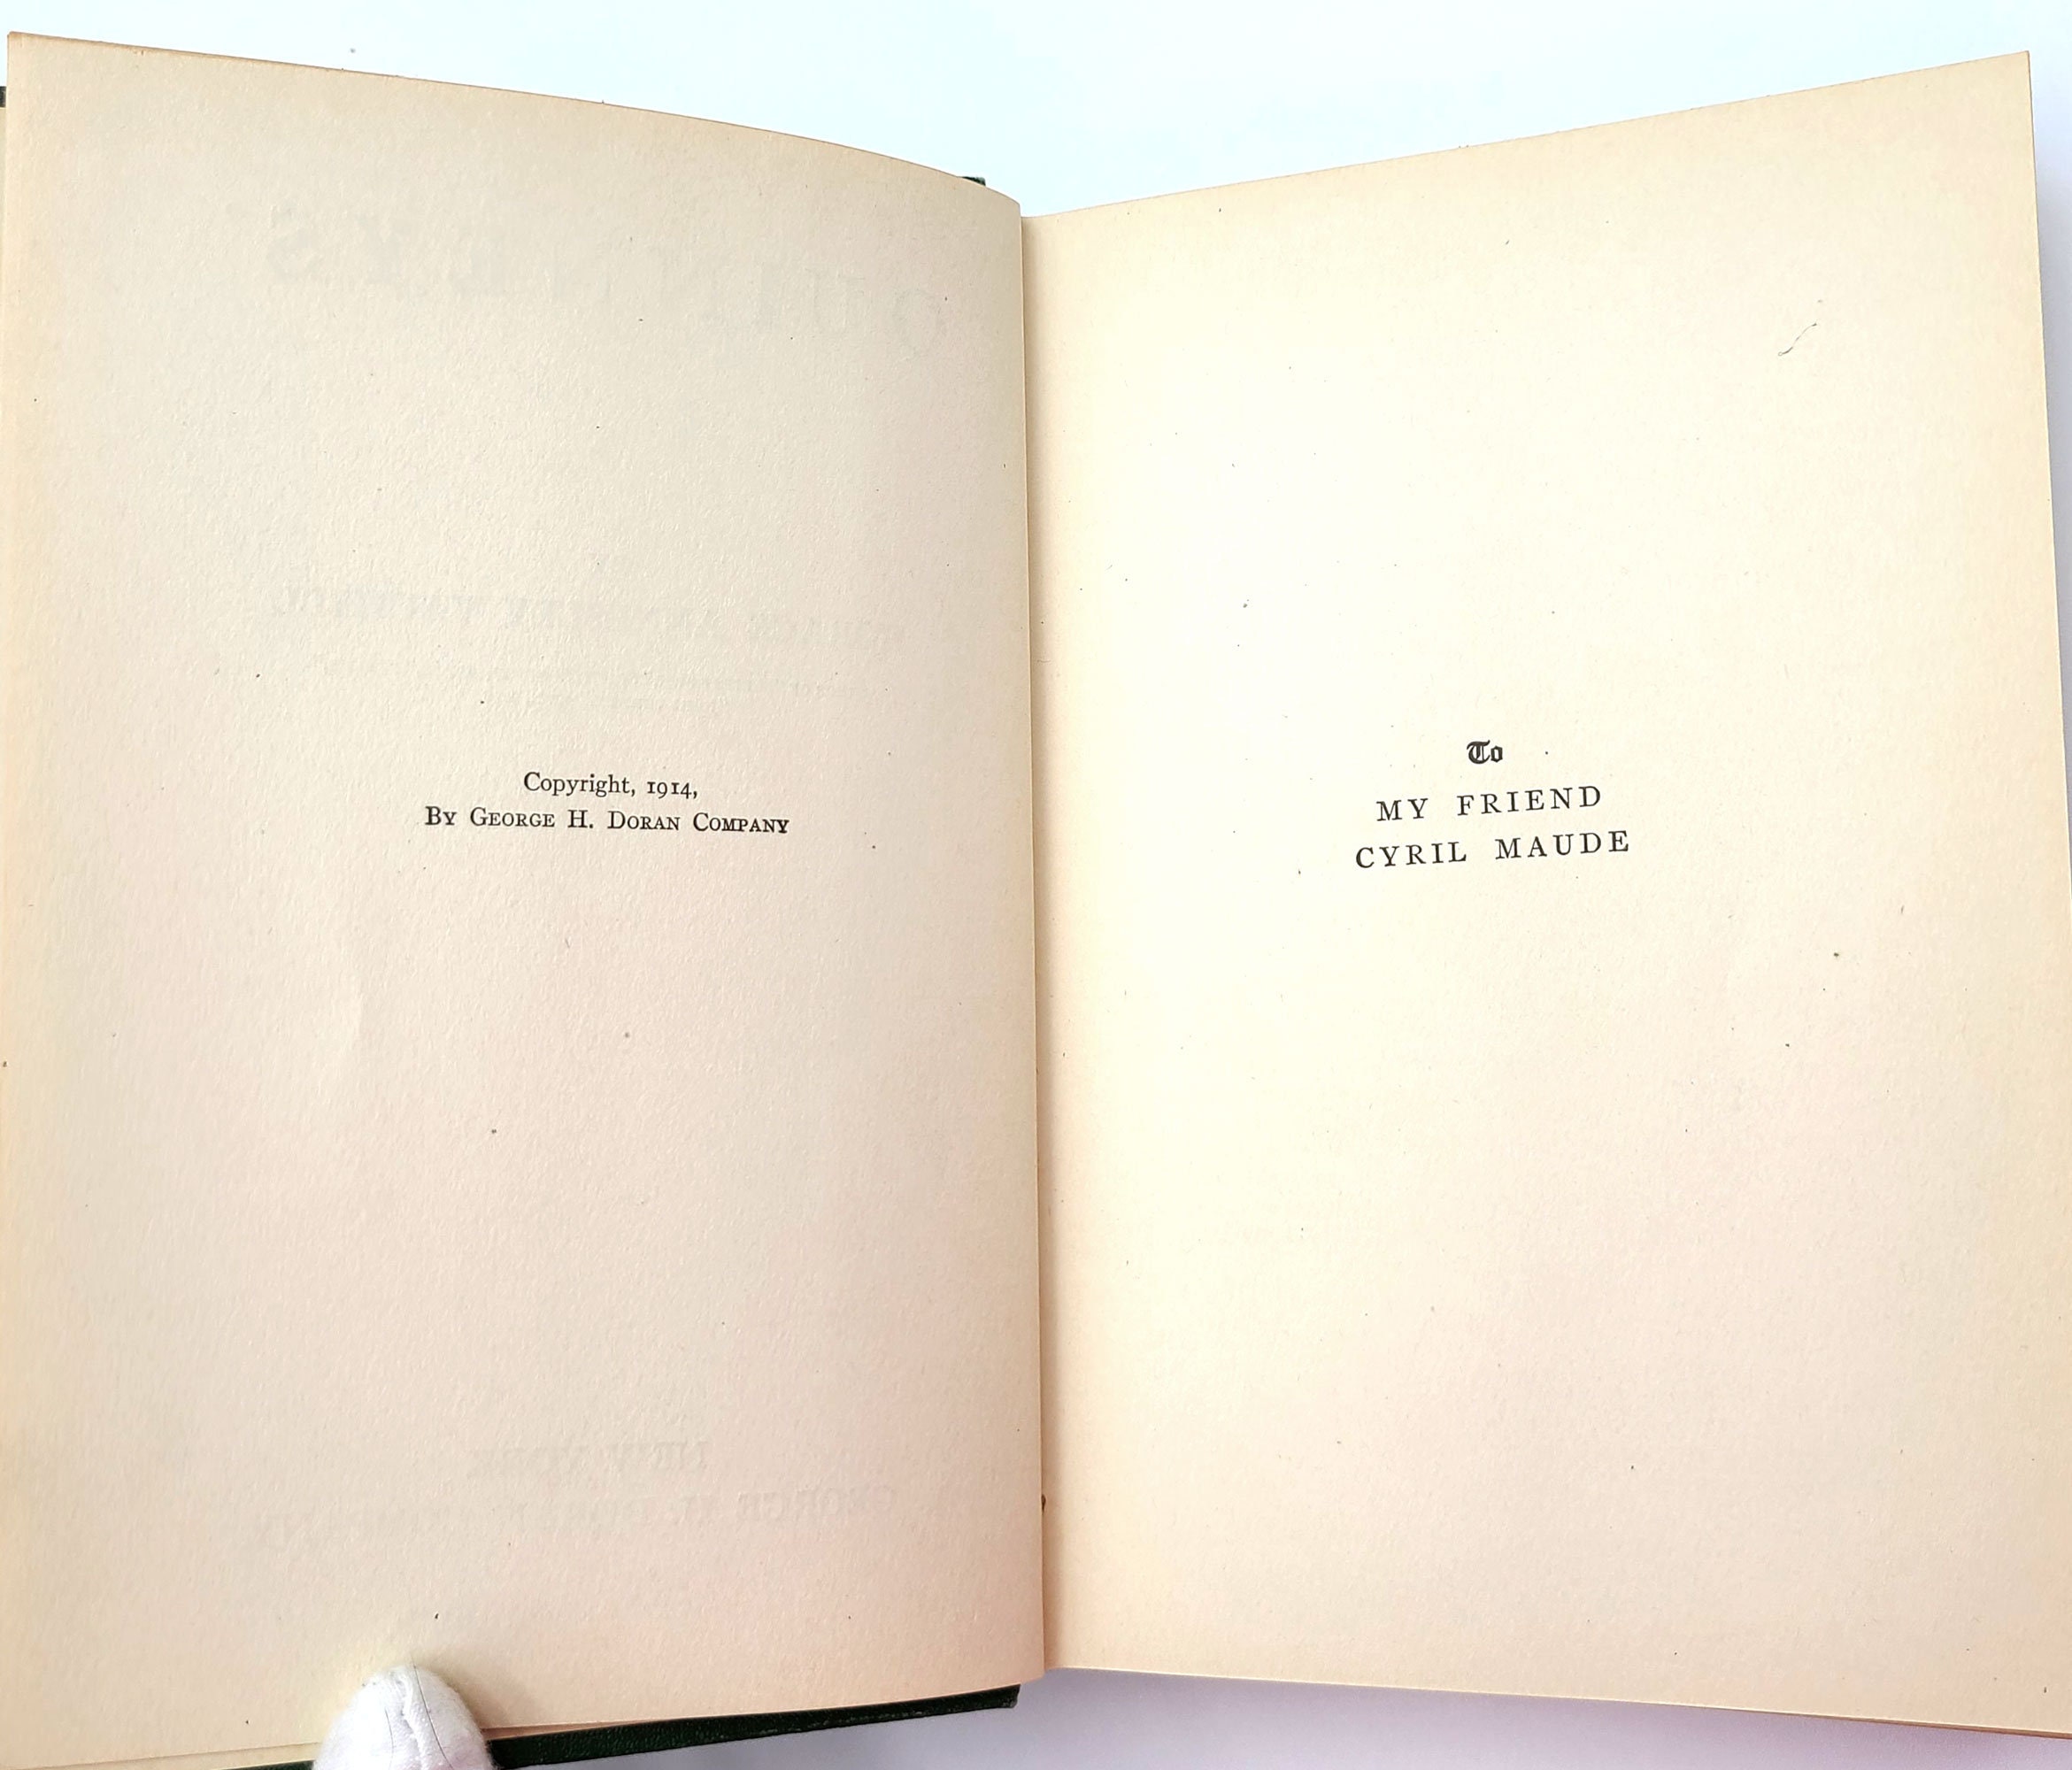 Copyright, 1914,
By George H. Doran Company
To
MY FRIEND
CYRIL MAUDE